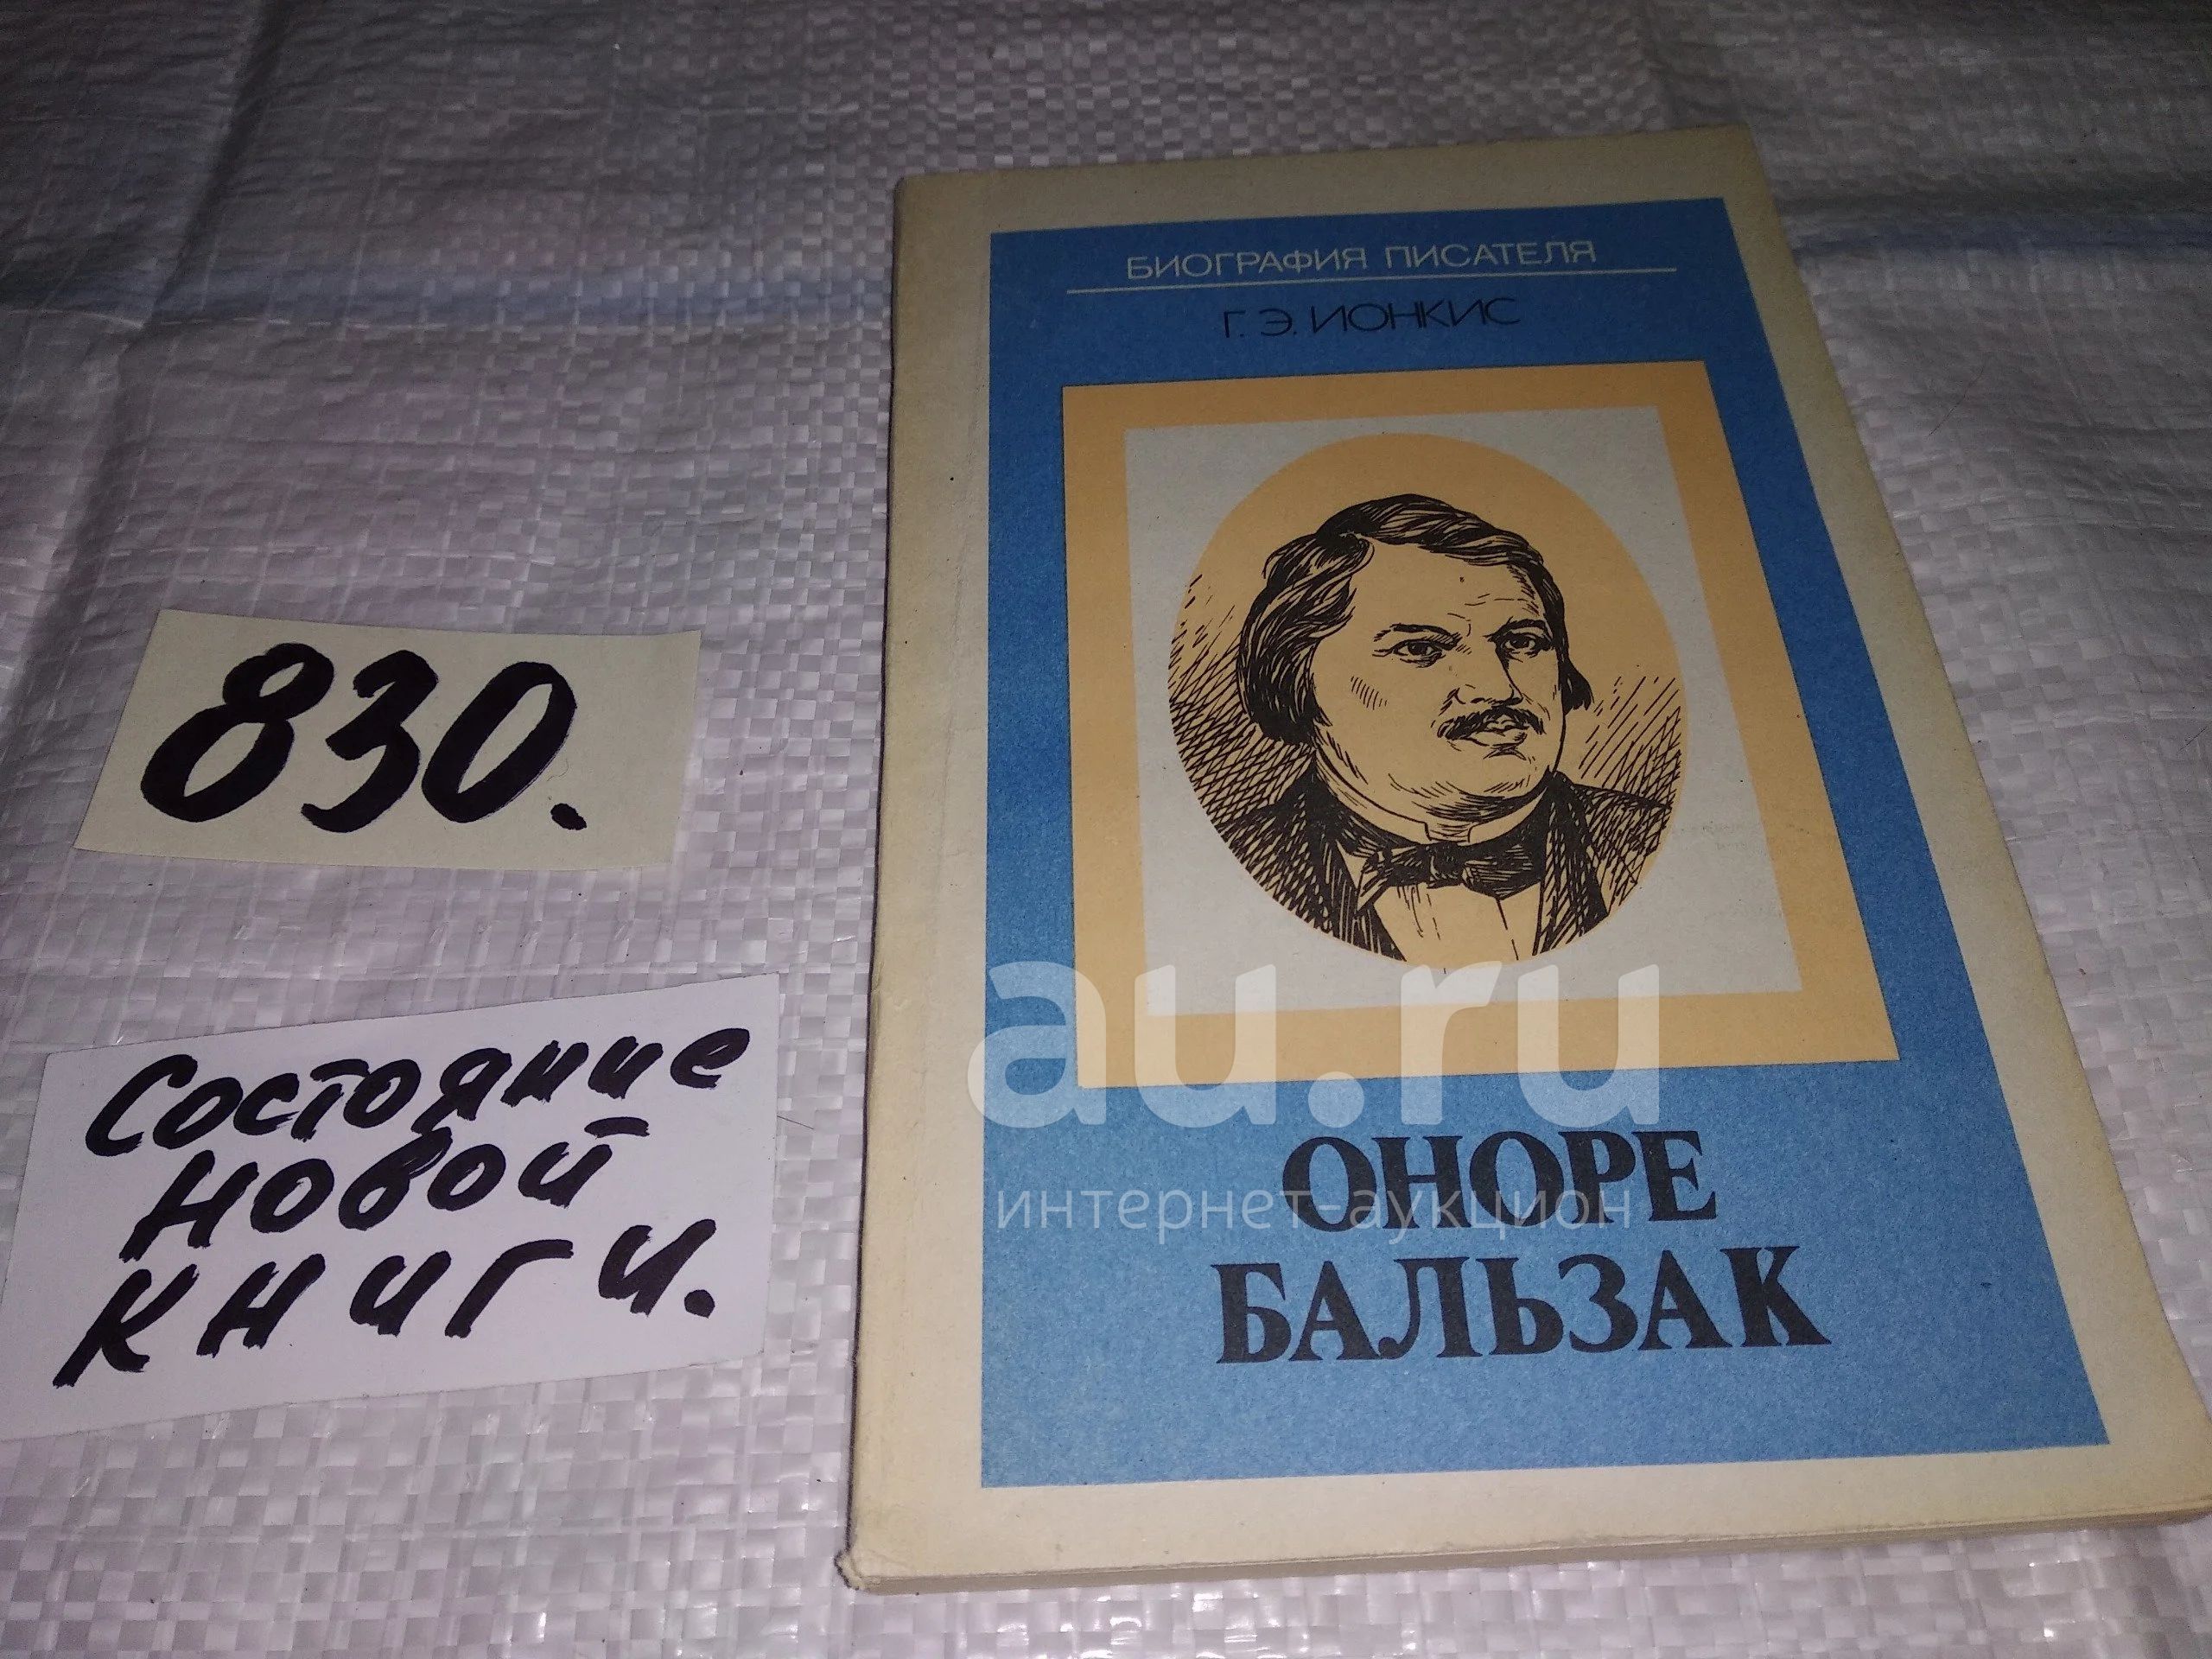 БИОГРАФИЯ ПИСАТЕЛЯ
Г. Э. ИОНКИС
830.
Состояние
новой
книги.
au.ru
интернет-аукцион
ОНОРЕ
БАЛЬЗАК